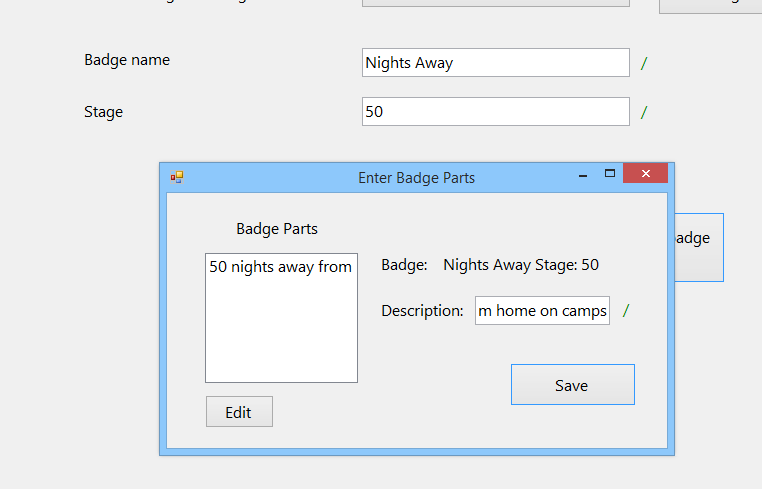 Badge name
Nights Away /
Stage
50 /
Enter Badge Parts
Badge Parts
50 nights away from
Badge: Nights Away Stage: 50
Description: m home on camps /
Save
Edit
adge